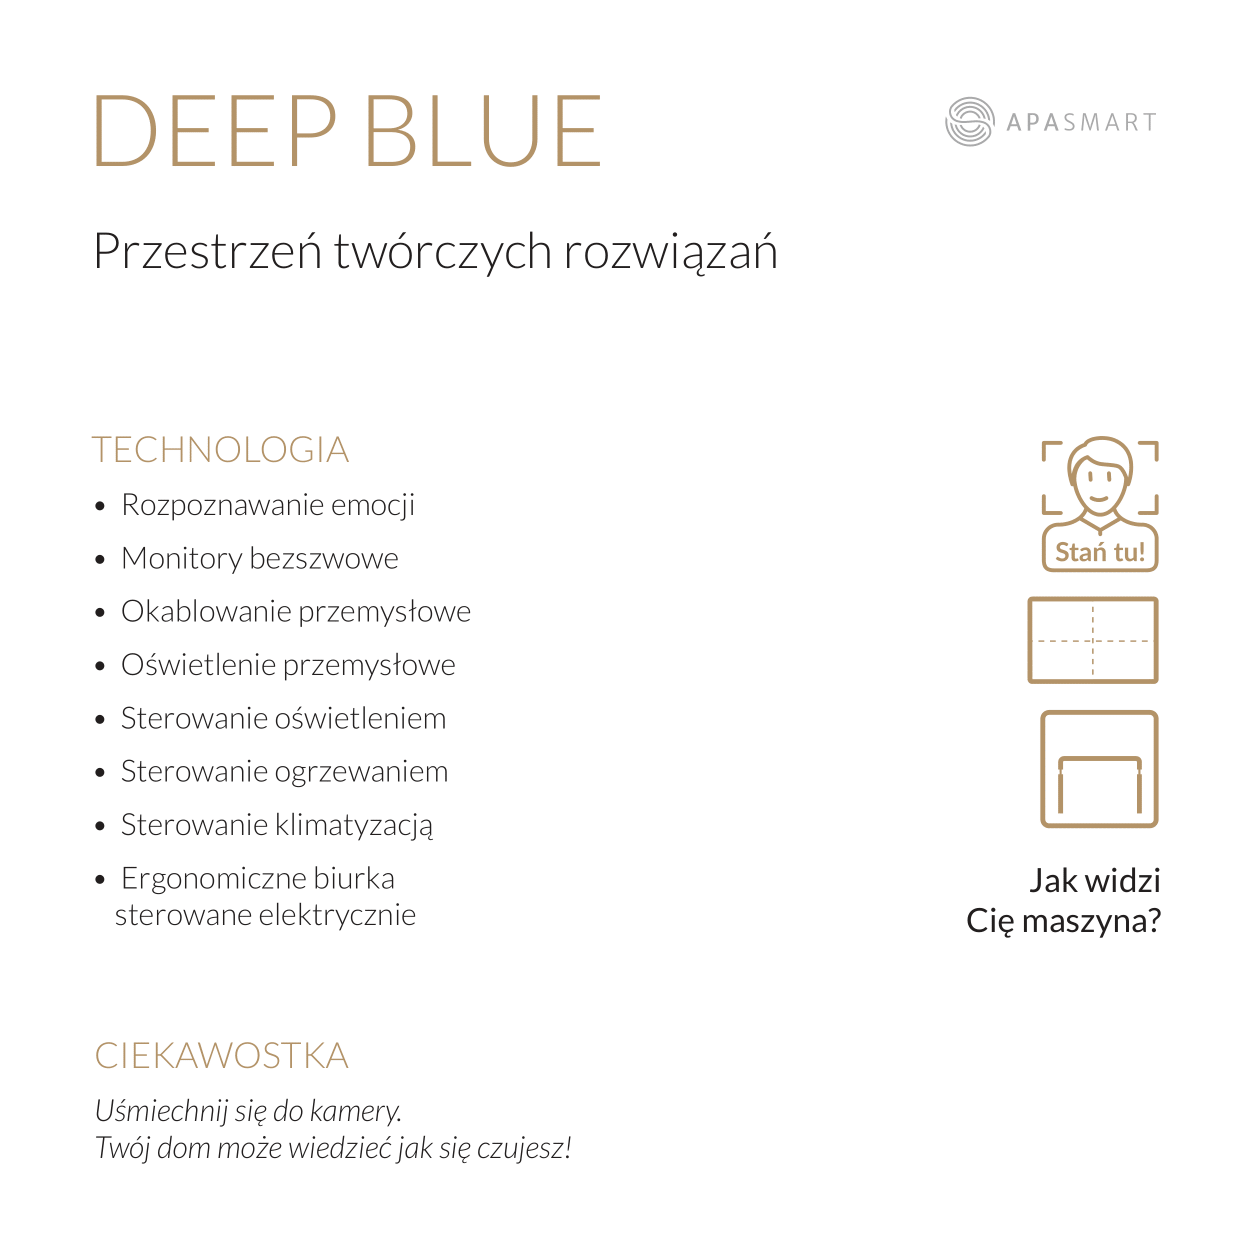 DEEP BLUE
APASMART
Przestrzeń twórczych rozwiązań
TECHNOLOGIA
• Rozpoznawanie emocji
• Monitory bezszwowe
• Okablowanie przemysłowe
• Oświetlenie przemysłowe
• Sterowanie oświetleniem
• Sterowanie ogrzewaniem
• Sterowanie klimatyzacją
• Ergonomiczne biurka
sterowane elektrycznie
Stań tu!
Jak widzi
Cię maszyna?
CIEKAWOSTKA
Uśmiechnij się do kamery.
Twój dom może wiedzieć jak się czujesz!